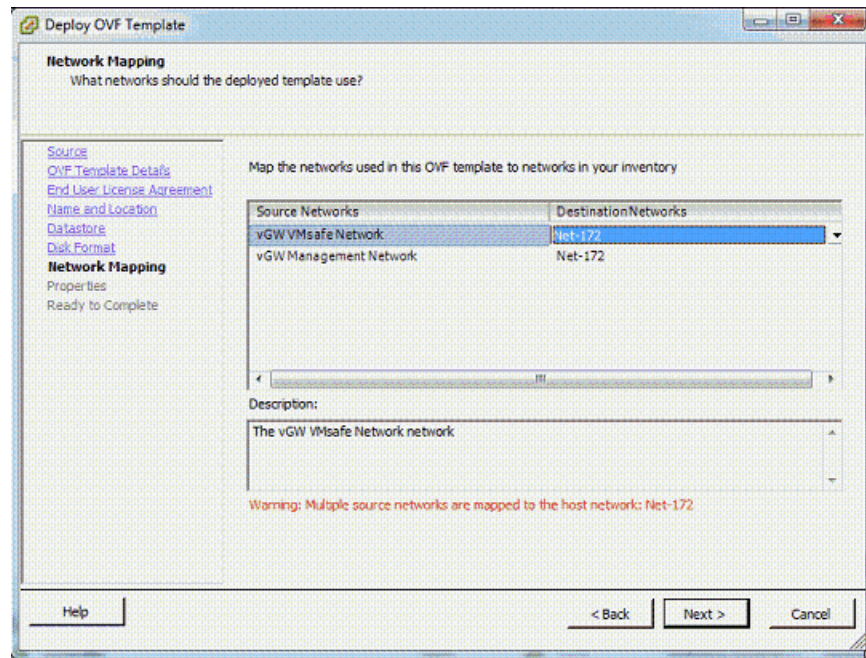 Deploy OVF Template
Network Mapping
What networks should the deployed template use?
Source
OVF Template Details
End User License Agreement
Name and Location
Datastore
Disk Format
Network Mapping
Properties
Ready to Complete
Map the networks used in this OVF template to networks in your inventory
Source Networks DestinationNetworks
vGW VMsafe Network Net-172
vGW Management Network Net-172
Description:
The vGW VMsafe Network network
Warning: Multiple source networks are mapped to the host network: Net-172
Help < Back Next > Cancel